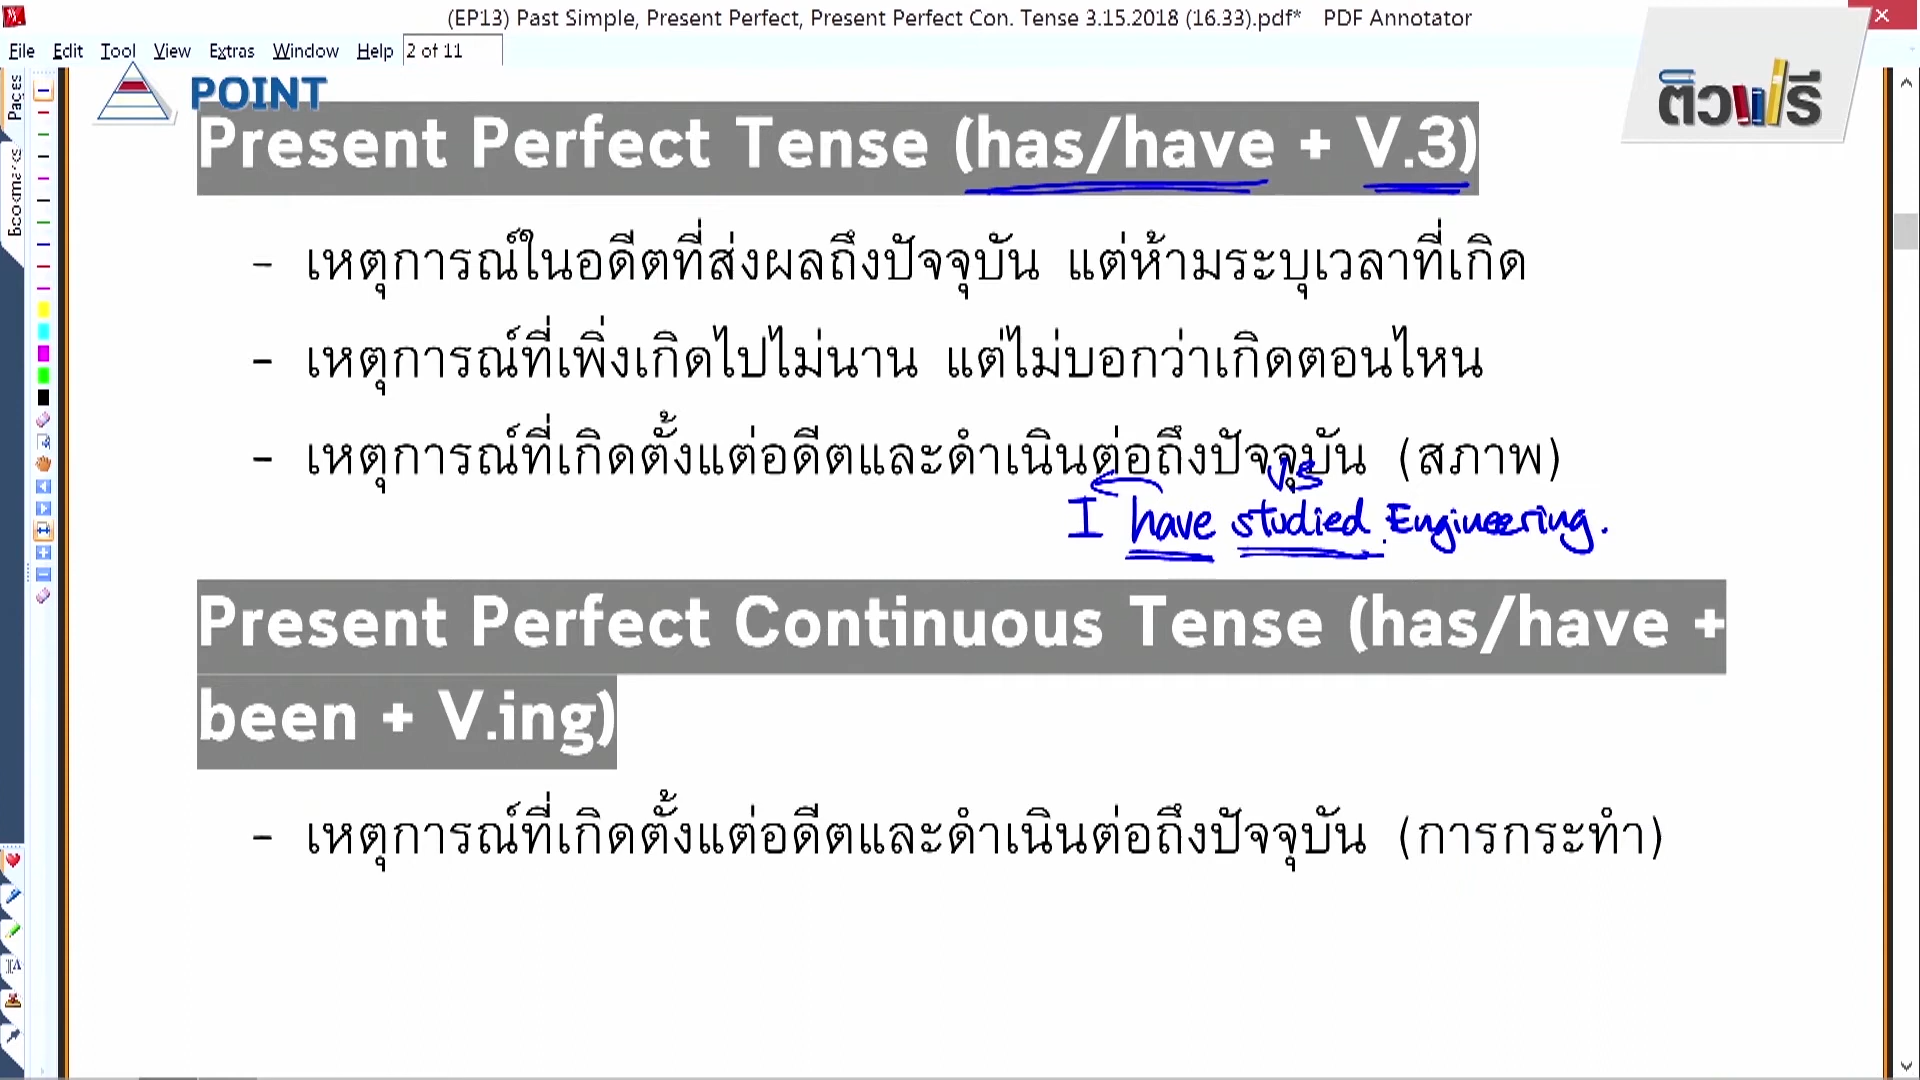 (EP13) Past Simple, Present Perfect, Present Perfect Con. Tense 3.15.2018 (16.33).pdf* PDF Annotator
File Edit Tool View Extras Window Help 2 of 11
ติวฟรี
Pages
Bookmarks
POINT
Present Perfect Tense (has/have + V.3)
- เหตุการณ์ในอดีตที่ส่งผลถึงปัจจุบัน แต่ห้ามระบุเวลาที่เกิด
- เหตุการณ์ที่เพิ่งเกิดไปไม่นาน แต่ไม่บอกว่าเกิดตอนไหน
- เหตุการณ์ที่เกิดตั้งแต่อดีตและดำเนินต่อถึงปัจจุบัน (สภาพ)
I have studied Engineering.
Present Perfect Continuous Tense (has/have +
been + V.ing)
- เหตุการณ์ที่เกิดตั้งแต่อดีตและดำเนินต่อถึงปัจจุบัน (การกระทำ)